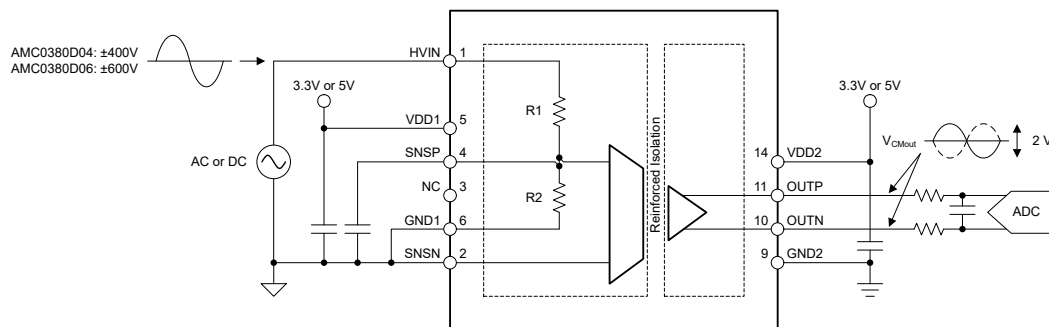 AMC0380D04: ±400V
AMC0380D06: ±600V
HVIN 1
3.3V or 5V
VDD1 5
SNSP 4
AC or DC
NC 3
GND1 6
SNSN 2
R1
R2
Reinforced Isolation
3.3V or 5V
14 VDD2
11 OUTP
10 OUTN
9 GND2
VCMout
2 V
ADC